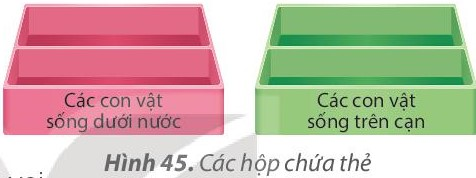 Các con vật
sống dưới nước
Các con vật
sống trên cạn
Hình 45. Các hộp chứa thẻ